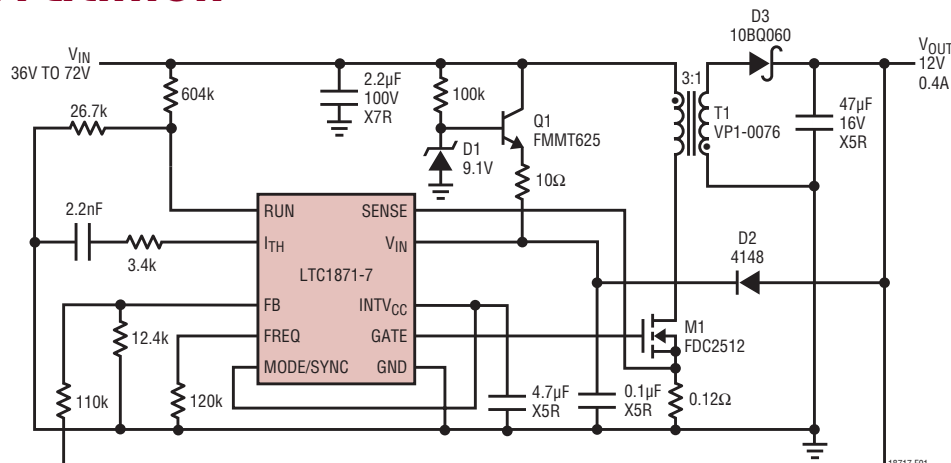 D3
10BQ060
VIN
36V TO 72V
VOUT
12V
0.4A
604k
2.2µF
100V
X7R
100k
3:1
26.7k
Q1
FMMT625
T1
VP1-0076
47µF
16V
X5R
D1
9.1V
10Ω
2.2nF
RUN
SENSE
ITH
VIN
D2
4148
3.4k
LTC1871-7
FB
INTVCC
12.4k
FREQ
GATE
M1
FDC2512
MODE/SYNC
GND
110k
120k
4.7µF
X5R
0.1µF
X5R
0.12Ω
18717 F01